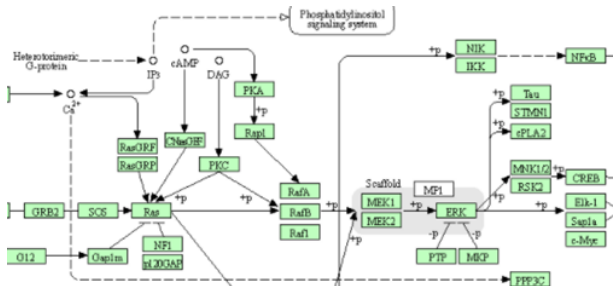 Phosphatidylinositol
signaling system
Heterotorimeric
G-protein
IP3
cAMP
DAG
Ca2+
PKA
+p
Rap1
RasGRF
RasGRP
CNasGEF
PKC
NIK
IKK
+p
NFκB
Tau
STMN1
cPLA2
+p
MNK1/2
RSK2
CREB
+p
+p
Elk-1
Sap1a
c-Myc
+p
+p
Scaffold
MP1
MEK1
MEK2
ERK
+p
+p
RafA
RafB
Raf1
+p
+p
GRB2
SOS
Ras
G12
Gap1m
NF1
p120GAP
-p
-p
PTP
MKP
+p
PPP3C